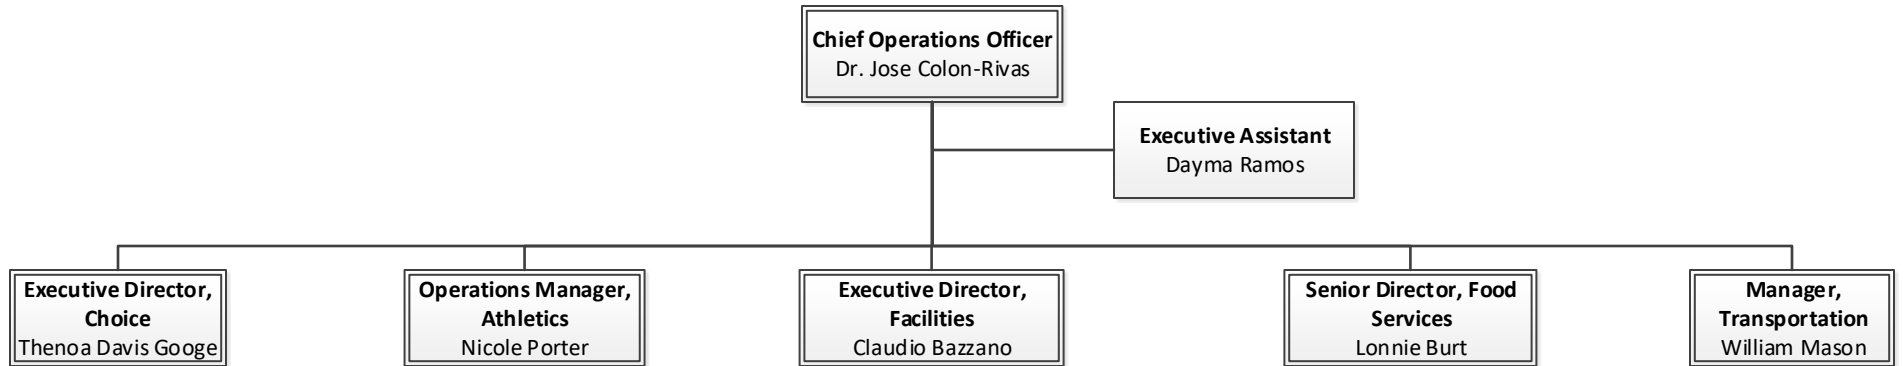 Chief Operations Officer
Dr. Jose Colon-Rivas
Executive Assistant
Dayma Ramos
Executive Director,
Choice
Thenoa Davis Googe
Operations Manager,
Athletics
Nicole Porter
Executive Director,
Facilities
Claudio Bazzano
Senior Director, Food
Services
Lonnie Burt
Manager,
Transportation
William Mason